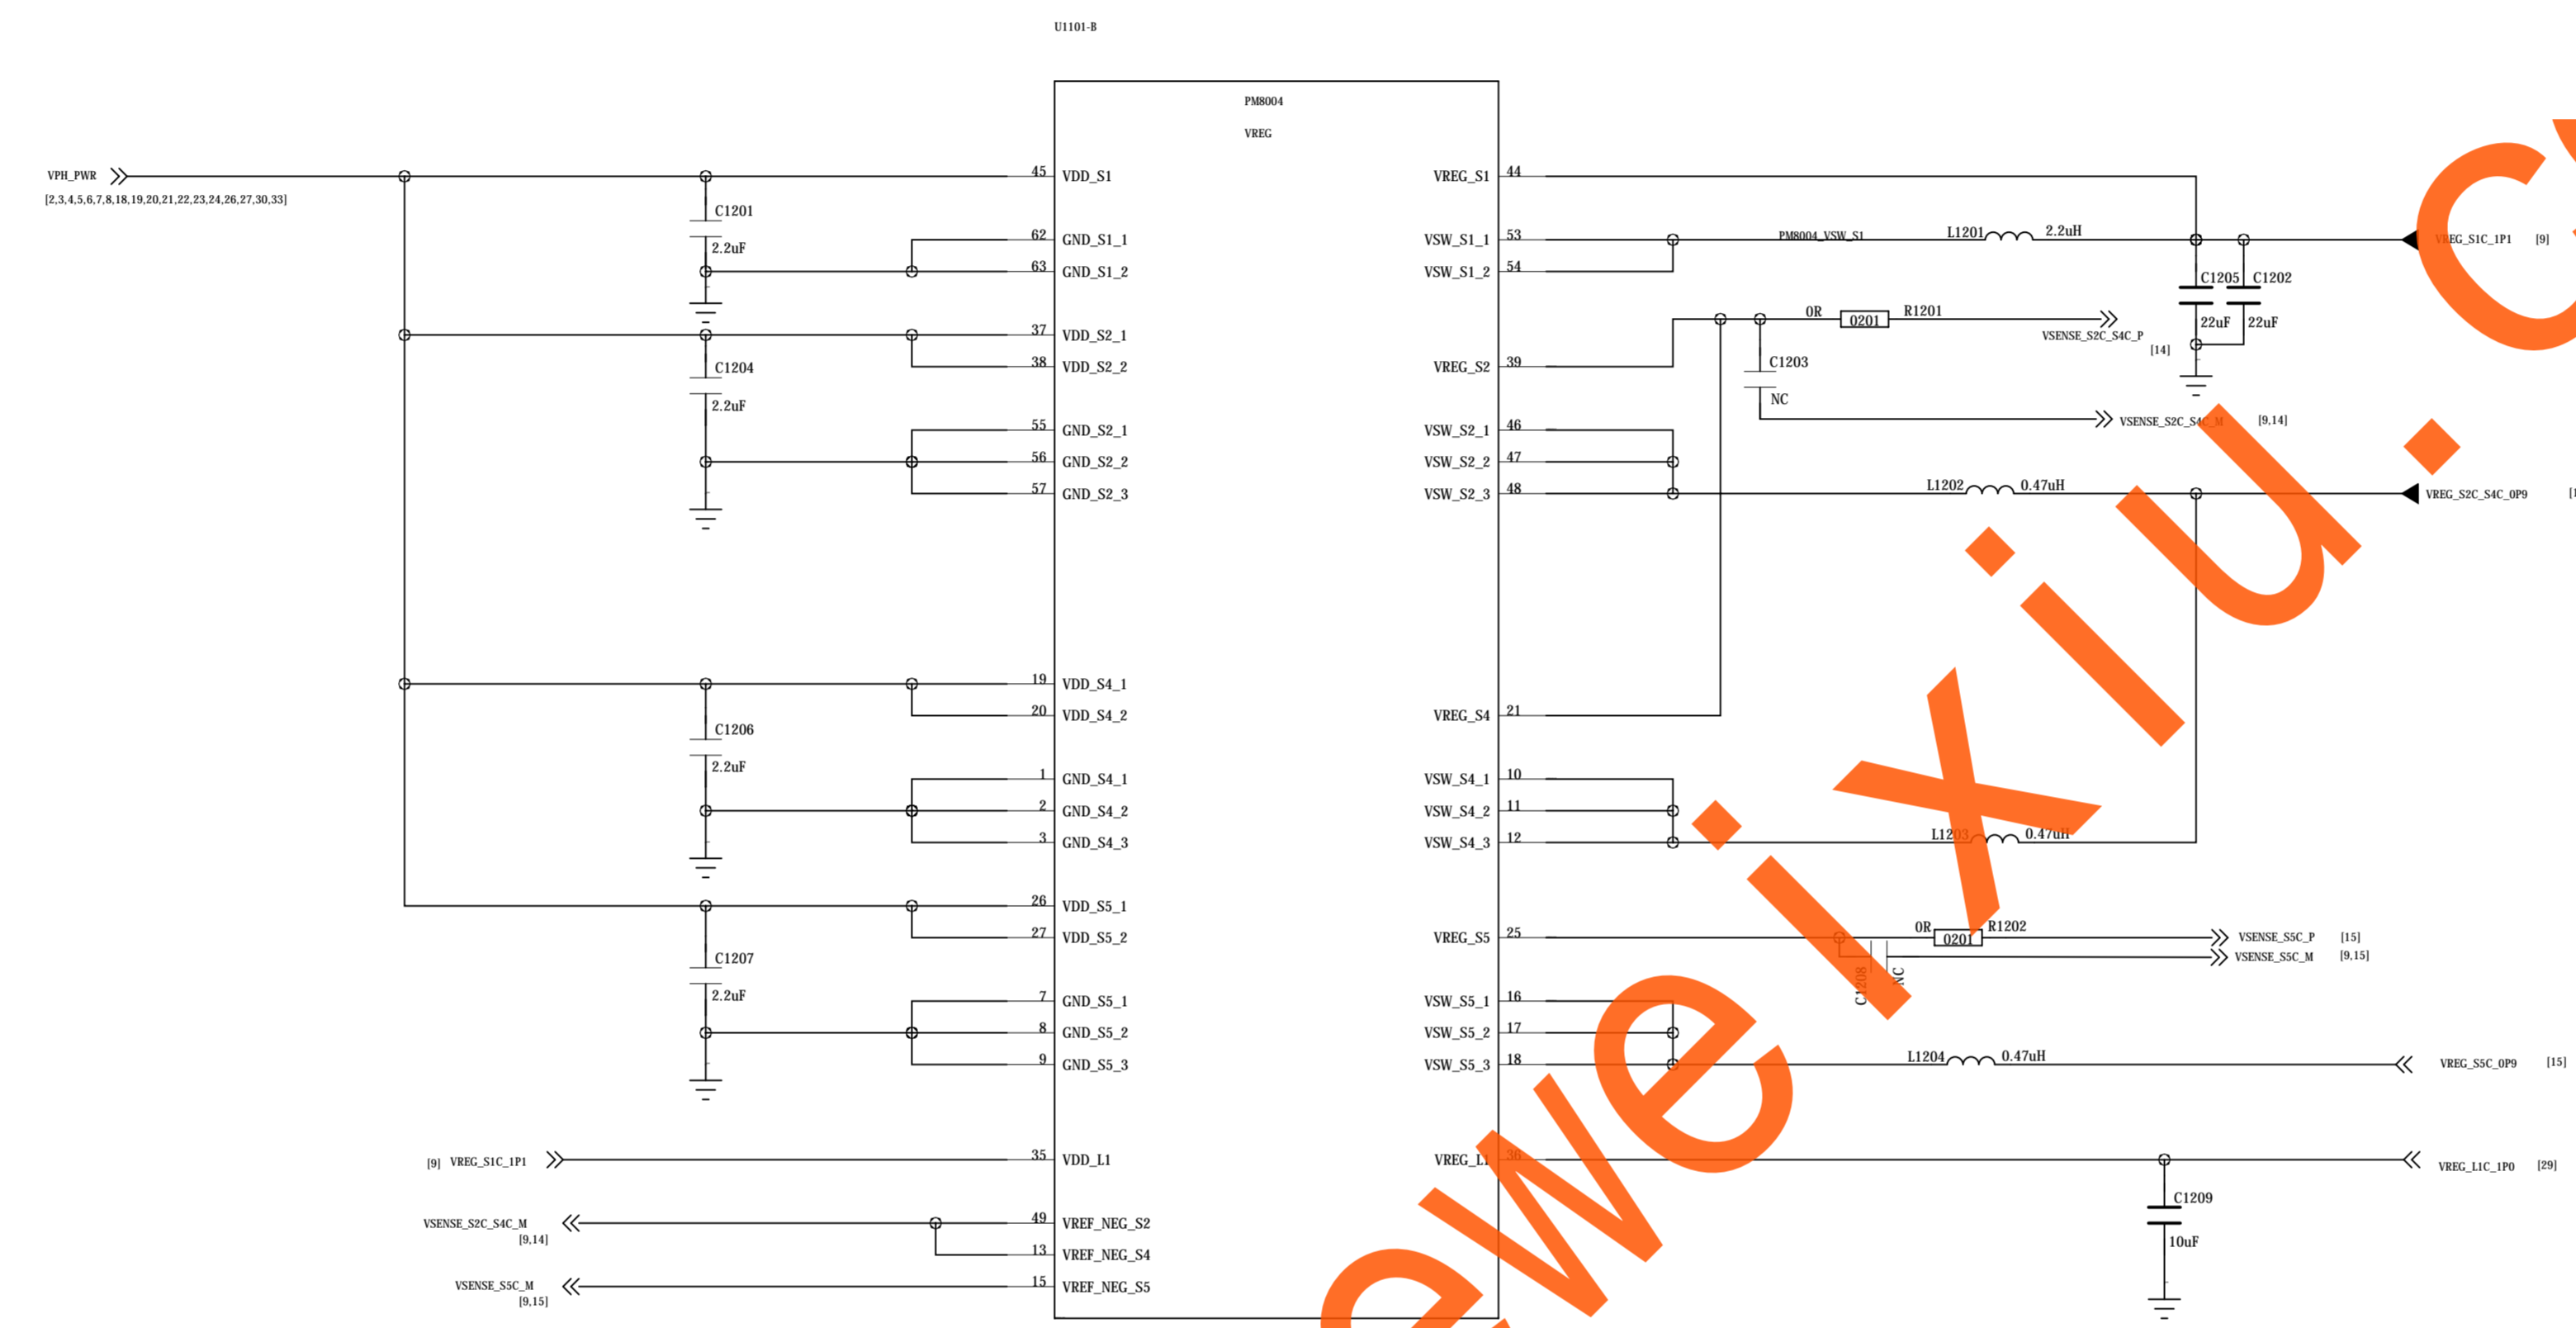 U1101-B
PM8004
VREG
VPH_PWR
[2,3,4,5,6,7,8,18,19,20,21,22,23,24,26,27,30,33]
45 VDD_S1
C1201
2.2uF
62 GND_S1_1
63 GND_S1_2
37 VDD_S2_1
38 VDD_S2_2
C1204
2.2uF
55 GND_S2_1
56 GND_S2_2
57 GND_S2_3
19 VDD_S4_1
20 VDD_S4_2
C1206
2.2uF
1 GND_S4_1
2 GND_S4_2
3 GND_S4_3
26 VDD_S5_1
27 VDD_S5_2
C1207
2.2uF
7 GND_S5_1
8 GND_S5_2
9 GND_S5_3
[9] VREG_S1C_1P1
35 VDD_L1
VSENSE_S2C_S4C_M
[9,14]
49 VREF_NEG_S2
13 VREF_NEG_S4
VSENSE_S5C_M
[9,15]
15 VREF_NEG_S5
VREG_S1 44
VSW_S1_1 53
PM8004_VSW_S1
L1201 2.2uH
VREG_S1C_1P1 [9]
VSW_S1_2 54
C1205 C1202
22uF 22uF
0R 0201 R1201
VSENSE_S2C_S4C_P
[14]
VREG_S2 39
C1203
NC
VSENSE_S2C_S4C_M [9,14]
VSW_S2_1 46
VSW_S2_2 47
VSW_S2_3 48
L1202 0.47uH
VREG_S2C_S4C_0P9
VREG_S4 21
VSW_S4_1 10
VSW_S4_2 11
VSW_S4_3 12
L1203 0.47uH
VREG_S5 25
0R 0201 R1202
VSENSE_S5C_P [15]
VSENSE_S5C_M [9,15]
C1208
NC
VSW_S5_1 16
VSW_S5_2 17
VSW_S5_3 18
L1204 0.47uH
VREG_S5C_0P9 [15]
VREG_L1 36
VREG_L1C_1P0 [29]
C1209
10uF
eweixiu.c